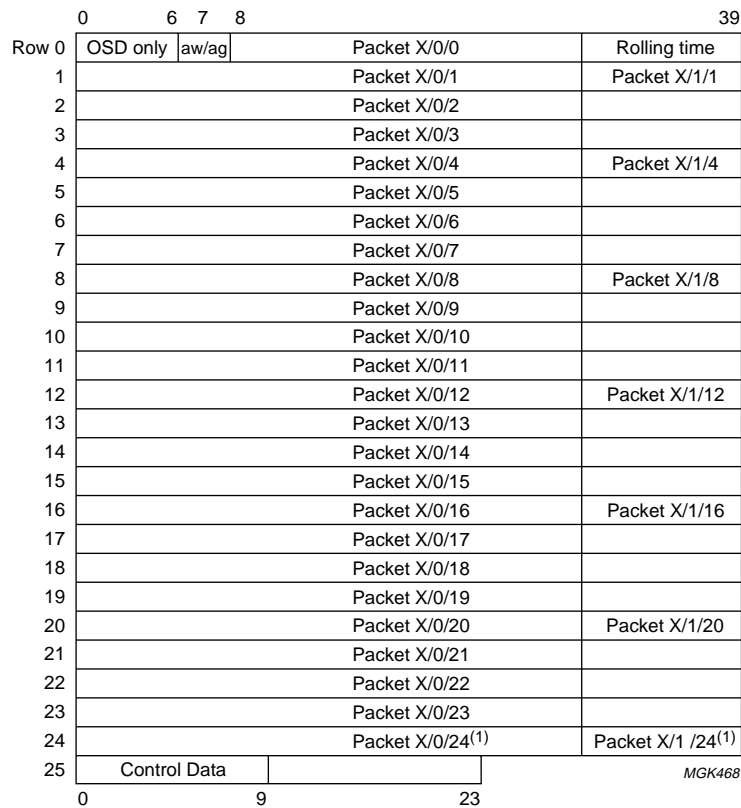 0 6 7 8 39
Row 0 OSD only aw/ag Packet X/0/0 Rolling time
1 Packet X/0/1 Packet X/1/1
2 Packet X/0/2
3 Packet X/0/3
4 Packet X/0/4 Packet X/1/4
5 Packet X/0/5
6 Packet X/0/6
7 Packet X/0/7
8 Packet X/0/8 Packet X/1/8
9 Packet X/0/9
10 Packet X/0/10
11 Packet X/0/11
12 Packet X/0/12 Packet X/1/12
13 Packet X/0/13
14 Packet X/0/14
15 Packet X/0/15
16 Packet X/0/16 Packet X/1/16
17 Packet X/0/17
18 Packet X/0/18
19 Packet X/0/19
20 Packet X/0/20 Packet X/1/20
21 Packet X/0/21
22 Packet X/0/22
23 Packet X/0/23
24 Packet X/0/24(1) Packet X/1 /24(1)
25 Control Data MGK468
0 9 23